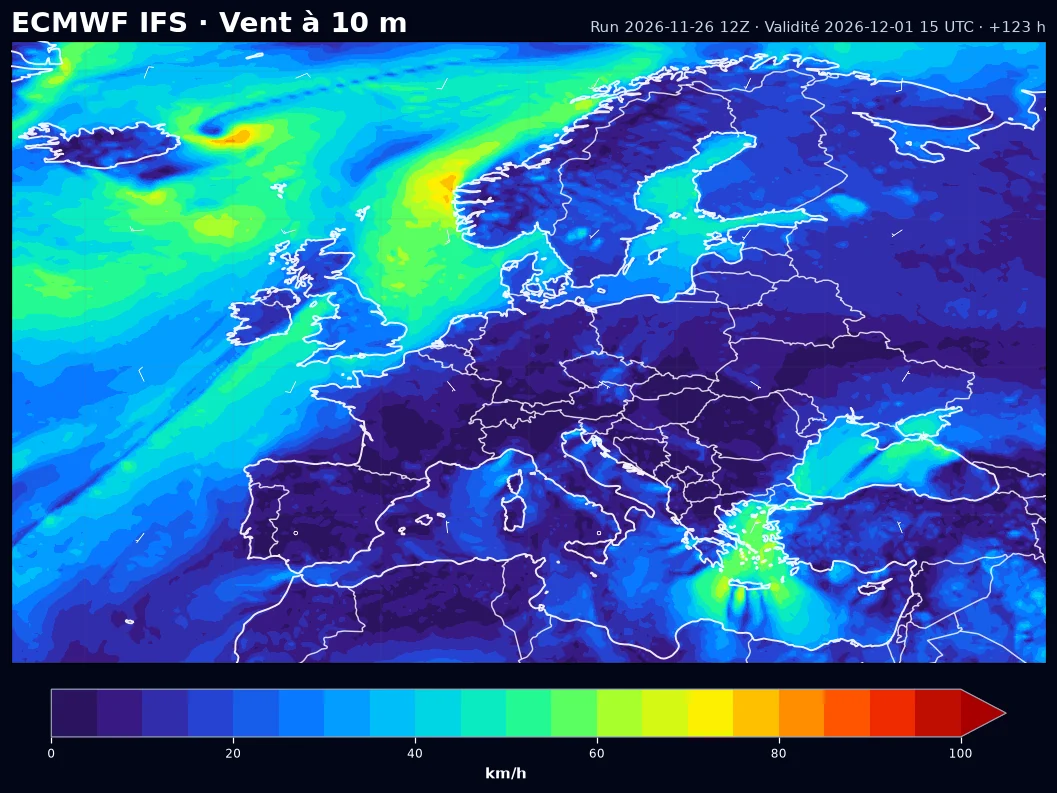 ECMWF IFS · Vent à 10 m
Run 2026-11-26 12Z · Validité 2026-12-01 15 UTC · +123 h
0 20 40 60 80 100
km/h